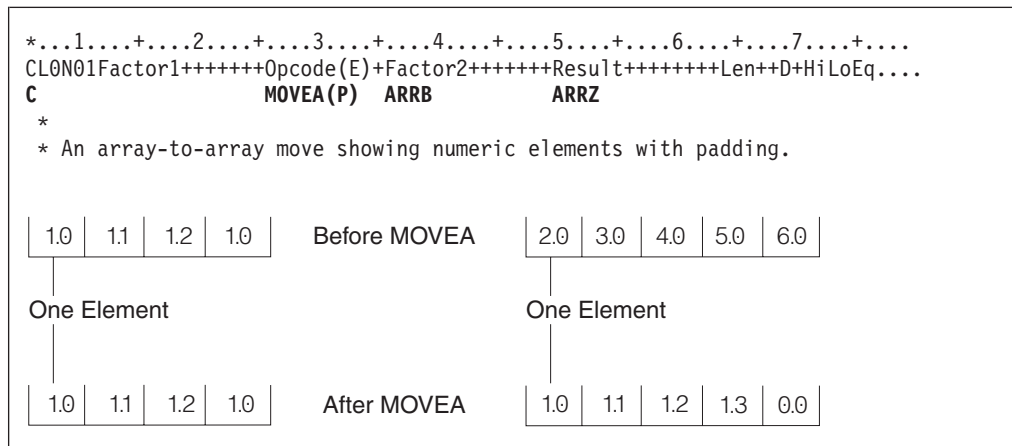 *...1....+....2....+....3....+....4....+....5....+....6....+....7....+....
CL0N01Factor1+++++++Opcode(E)+Factor2+++++++Result++++++++Len++D+HiLoEq....
C                   MOVEA(P)  ARRB          ARRZ
*
* An array-to-array move showing numeric elements with padding.
1.0 1.1 1.2 1.0 Before MOVEA 2.0 3.0 4.0 5.0 6.0
One Element One Element
1.0 1.1 1.2 1.0 After MOVEA 1.0 1.1 1.2 1.3 0.0